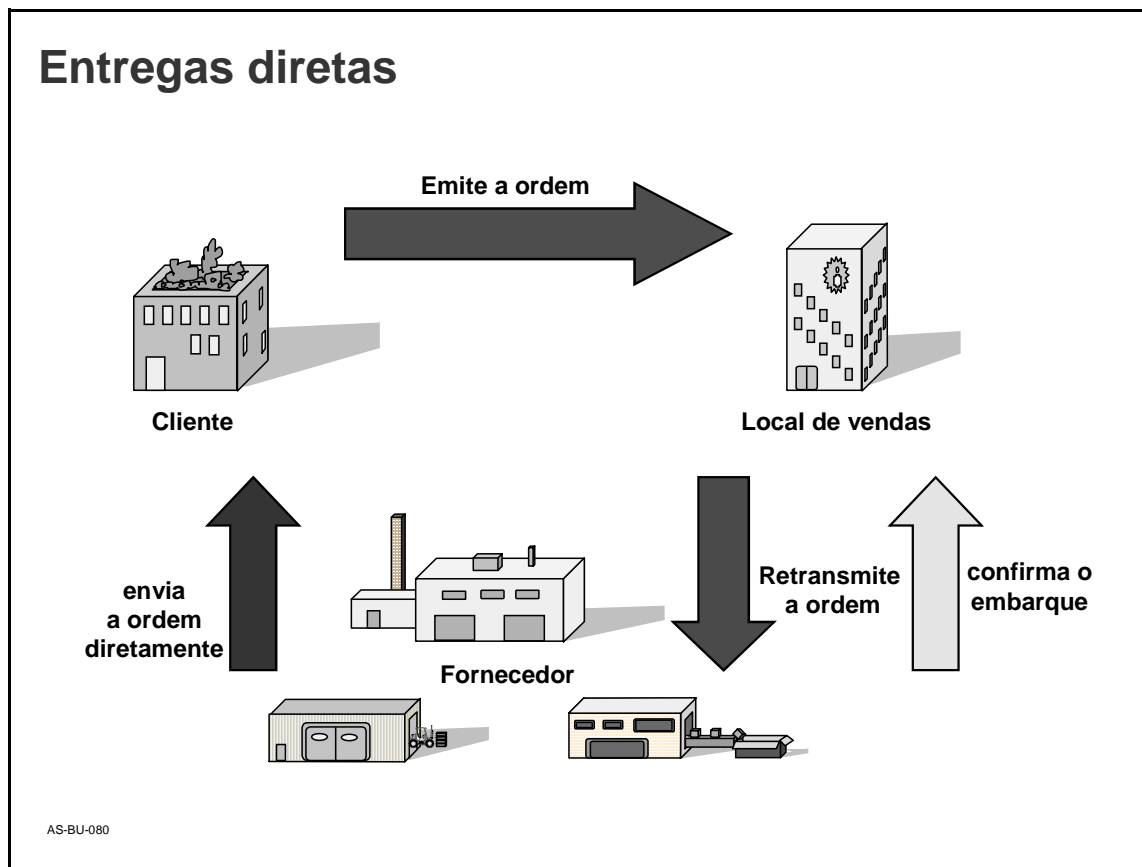 Entregas diretas
Emite a ordem
Cliente
Local de vendas
envia
a ordem
diretamente
Fornecedor
Retransmite
a ordem
confirma o
embarque
AS-BU-080